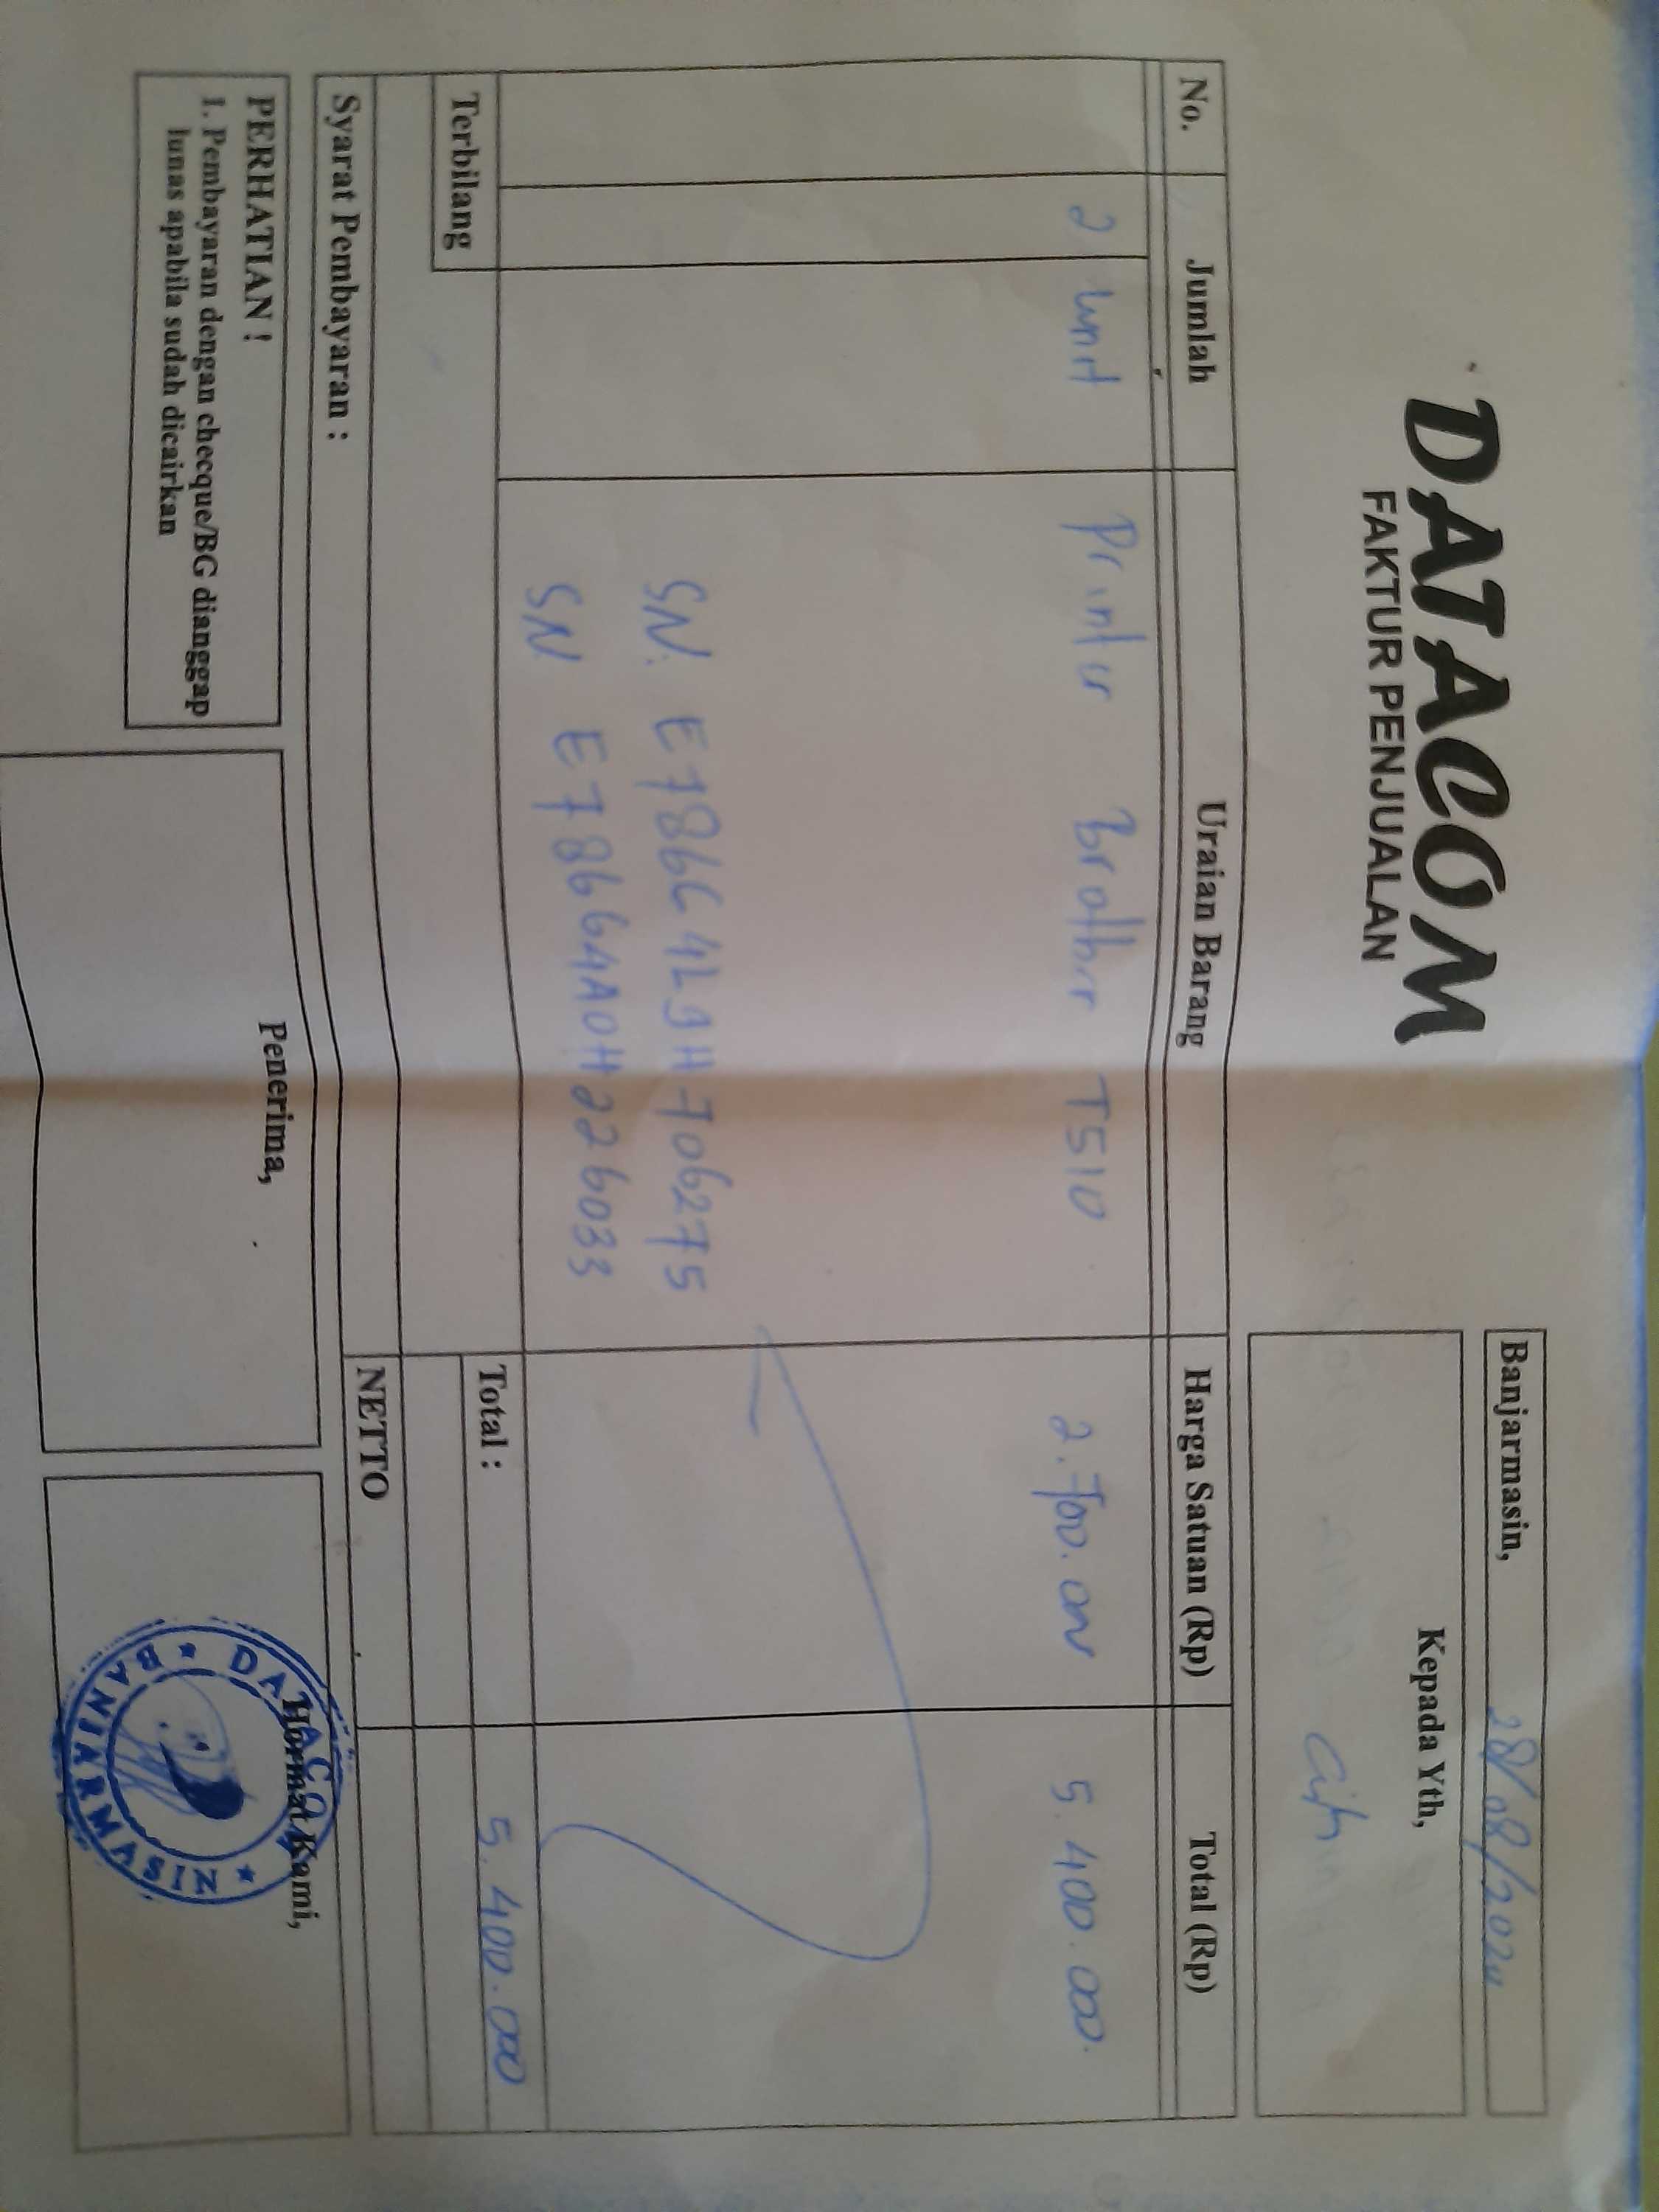 DATACOM
FAKTUR PENJUALAN
Banjarmasin, 28/08/2024
Kepada Yth,
No. Jumlah Uraian Barang Harga Satuan (Rp) Total (Rp)
2 Unit Printer Brother T510 2.700.000 5.400.000.
SN. E78664L9H706275
SN E78664A0H226033
Total : 5.400.000
Terbilang
NETTO
Syarat Pembayaran :
PERHATIAN !
1. Pembayaran dengan checque/BG dianggap
lunas apabila sudah dicairkan
Penerima,
Hormat Kami,
DATACOM
* BANJARMASIN *